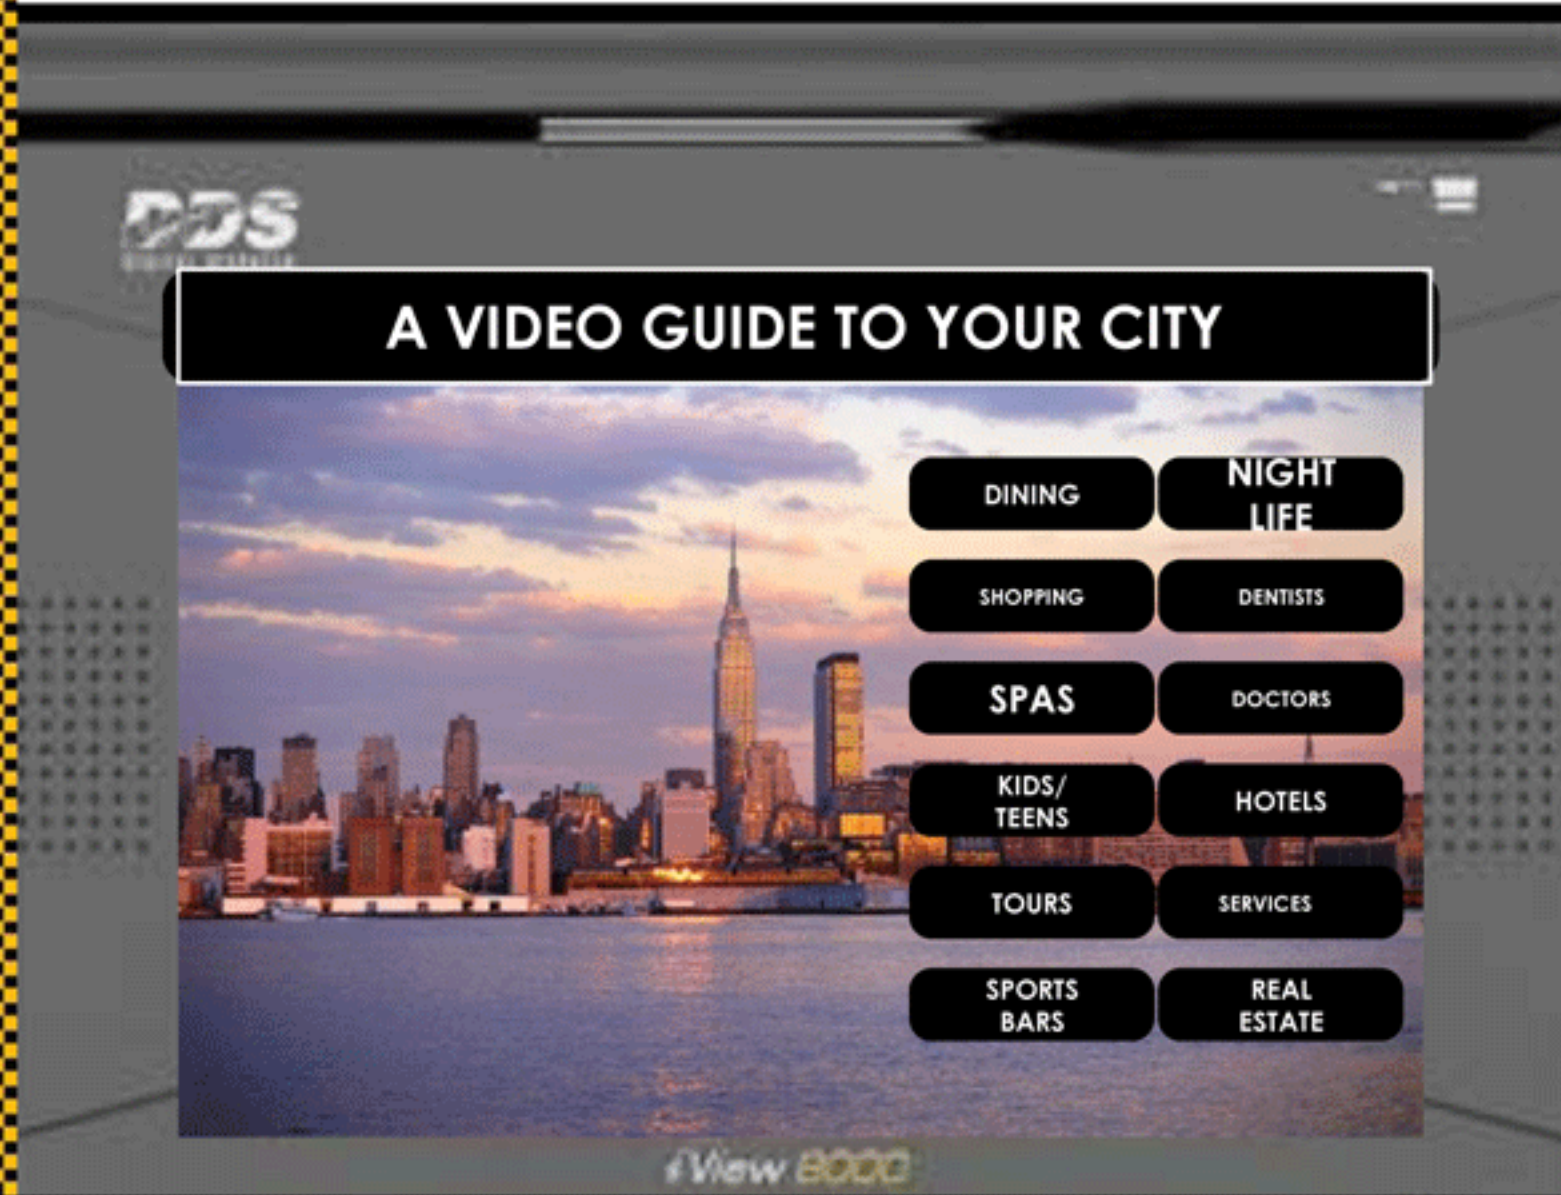 DDS
A VIDEO GUIDE TO YOUR CITY
DINING
NIGHT
LIFE
SHOPPING
DENTISTS
SPAS
DOCTORS
KIDS/
TEENS
HOTELS
TOURS
SERVICES
SPORTS
BARS
REAL
ESTATE
View